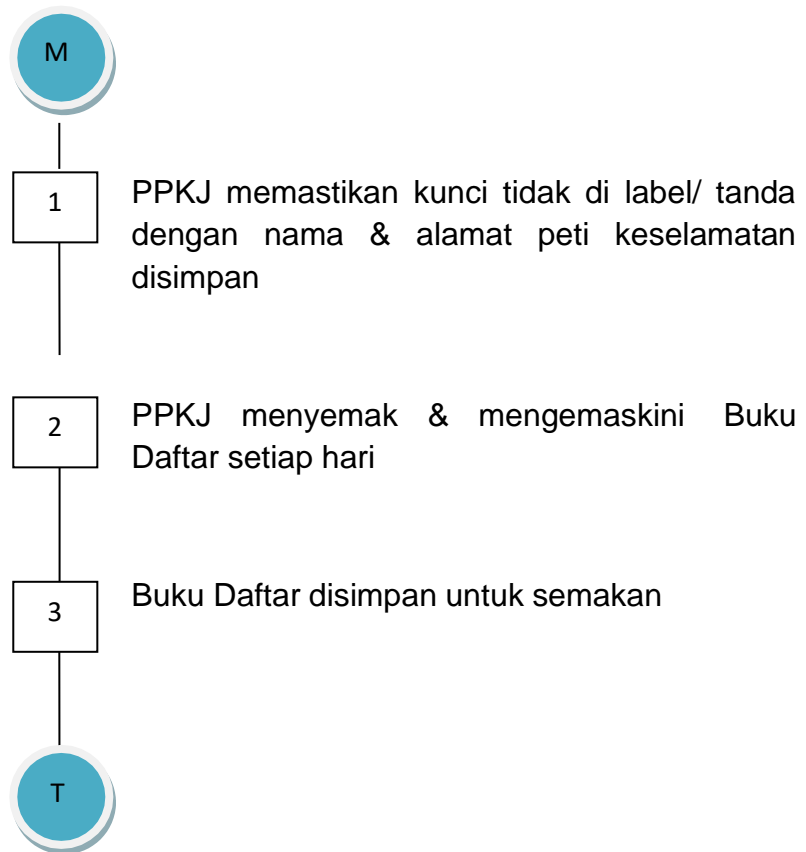 M
1
PPKJ memastikan kunci tidak di label/ tanda
dengan nama & alamat peti keselamatan
disimpan
2
PPKJ menyemak & mengemaskini Buku
Daftar setiap hari
3
Buku Daftar disimpan untuk semakan
T